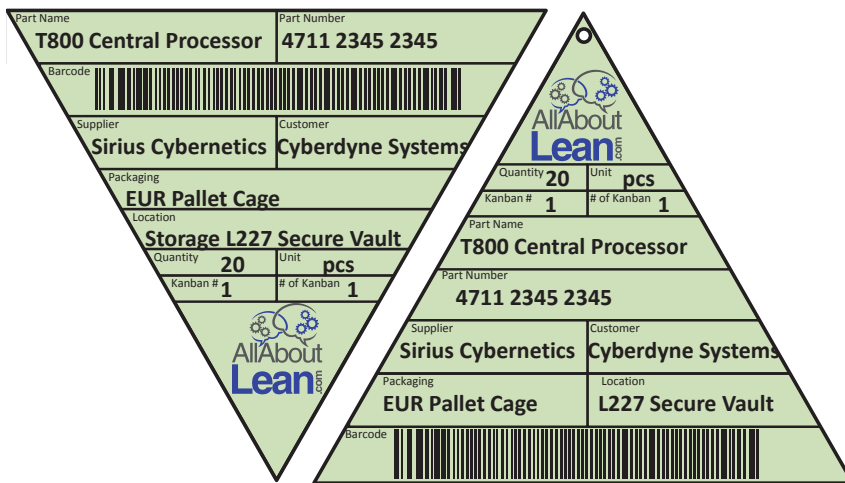 Part Name Part Number
T800 Central Processor 4711 2345 2345
Barcode
Supplier Customer
Sirius Cybernetics Cyberdyne Systems
Packaging
EUR Pallet Cage
Location
Storage L227 Secure Vault
Quantity 20 Unit pcs
Kanban # 1 # of Kanban 1
AllAbout
Lean.com
AllAbout
Lean.com
Quantity 20 Unit pcs
Kanban # 1 # of Kanban 1
Part Name
T800 Central Processor
Part Number
4711 2345 2345
Supplier Customer
Sirius Cybernetics Cyberdyne Systems
Packaging Location
EUR Pallet Cage L227 Secure Vault
Barcode